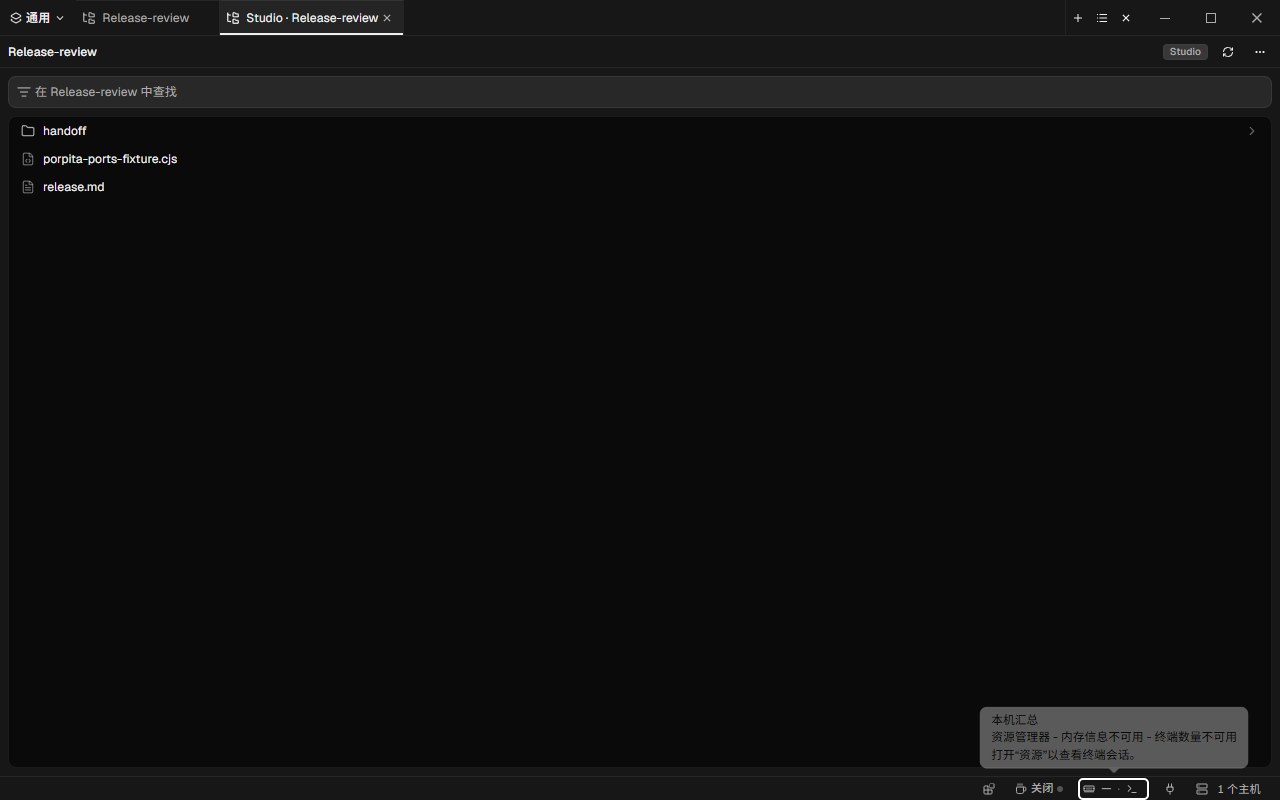 通用
Release-review
Studio · Release-review
Release-review
Studio
在 Release-review 中查找
handoff
porpita-ports-fixture.cjs
release.md
本机汇总
资源管理器 - 内存信息不可用 - 终端数量不可用
打开“资源”以查看终端会话。
关闭
— ·
1 个主机